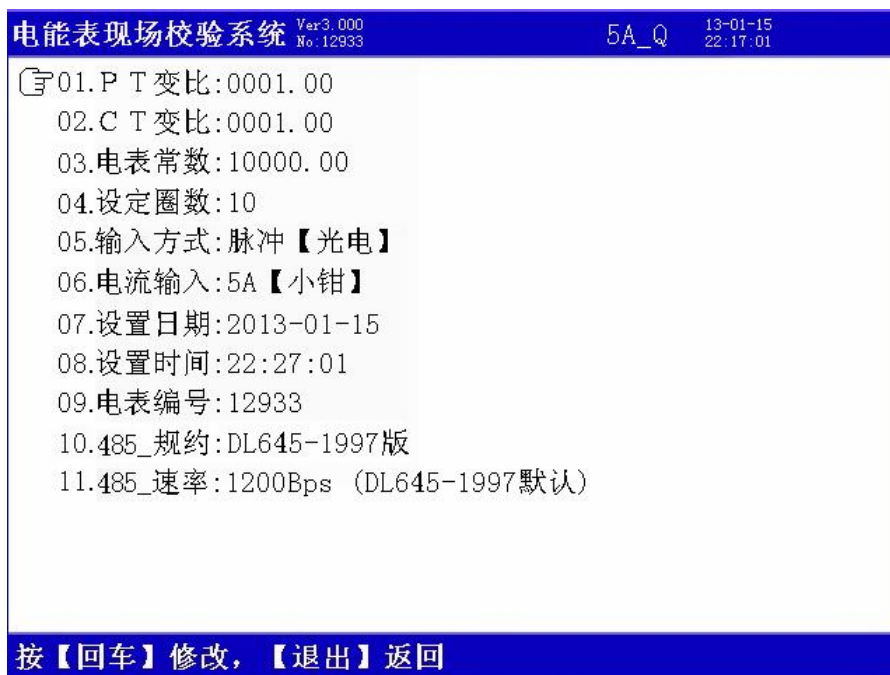 电能表现场校验系统 Ver3.000 No:12933 5A_Q 13-01-15 22:17:01
01.PT变比:0001.00
02.CT变比:0001.00
03.电表常数:10000.00
04.设定圈数:10
05.输入方式:脉冲【光电】
06.电流输入:5A【小钳】
07.设置日期:2013-01-15
08.设置时间:22:27:01
09.电表编号:12933
10.485_规约:DL645-1997版
11.485_速率:1200Bps (DL645-1997默认)
按【回车】修改，【退出】返回